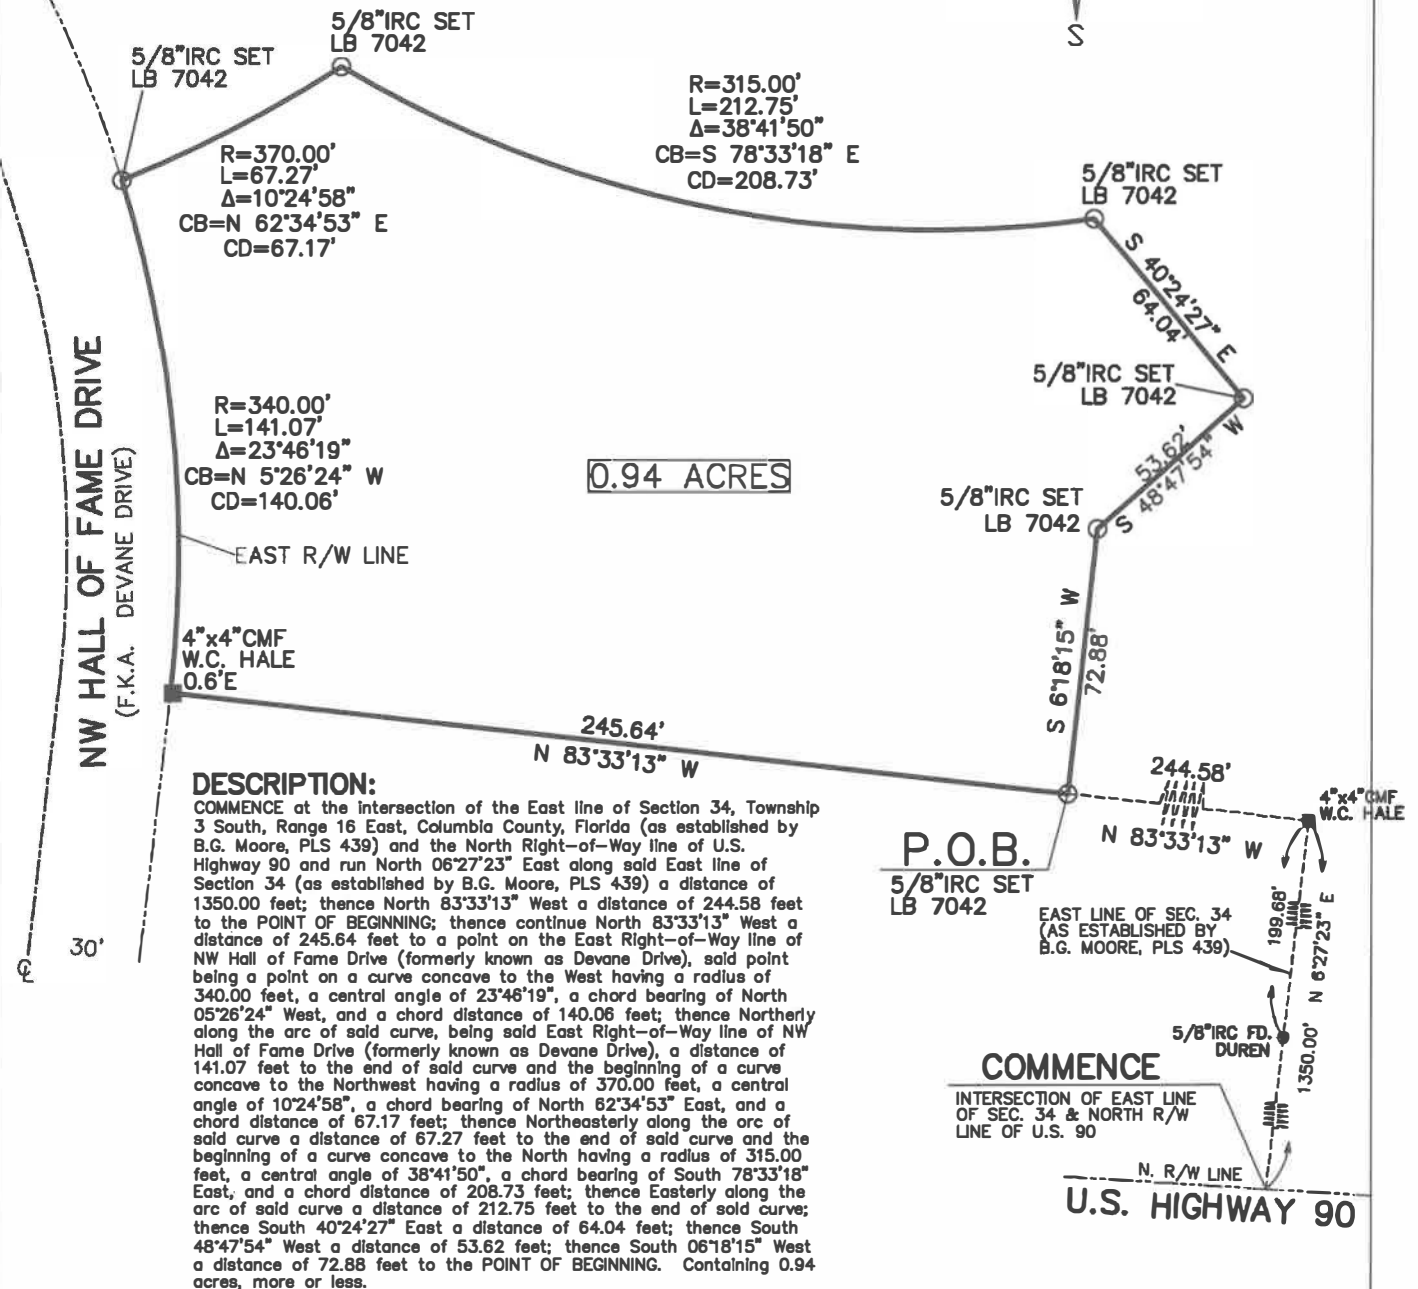 5/8"IRC SET
LB 7042
5/8"IRC SET
LB 7042
S
R=315.00'
L=212.75'
Δ=38°41'50"
CB=S 78°33'18" E
CD=208.73'
R=370.00'
L=67.27'
Δ=10°24'58"
CB=N 62°34'53" E
CD=67.17'
5/8"IRC SET
LB 7042
S 40°24'27" E
64.04'
5/8"IRC SET
LB 7042
53.62'
S 48°47'54" W
5/8"IRC SET
LB 7042
R=340.00'
L=141.07'
Δ=23°46'19"
CB=N 5°26'24" W
CD=140.06'
0.94 ACRES
EAST R/W LINE
NW HALL OF FAME DRIVE
(F.K.A. DEVANE DRIVE)
4"x4"CMF
W.C. HALE
0.6'E
S 6°18'15" W
72.88'
245.64'
N 83°33'13" W
244.58'
N 83°33'13" W
4"x4"CMF
W.C. HALE
P.O.B.
5/8"IRC SET
LB 7042
30'
℄
EAST LINE OF SEC. 34
(AS ESTABLISHED BY
B.G. MOORE, PLS 439)
199.68'
N 6°27'23" E
1350.00'
5/8"IRC FD.
DUREN
COMMENCE
INTERSECTION OF EAST LINE
OF SEC. 34 & NORTH R/W
LINE OF U.S. 90
N. R/W LINE
U.S. HIGHWAY 90
DESCRIPTION:
COMMENCE at the intersection of the East line of Section 34, Township
3 South, Range 16 East, Columbia County, Florida (as established by
B.G. Moore, PLS 439) and the North Right-of-Way line of U.S.
Highway 90 and run North 06°27'23" East along said East line of
Section 34 (as established by B.G. Moore, PLS 439) a distance of
1350.00 feet; thence North 83°33'13" West a distance of 244.58 feet
to the POINT OF BEGINNING; thence continue North 83°33'13" West a
distance of 245.64 feet to a point on the East Right-of-Way line of
NW Hall of Fame Drive (formerly known as Devane Drive), said point
being a point on a curve concave to the West having a radius of
340.00 feet, a central angle of 23°46'19", a chord bearing of North
05°26'24" West, and a chord distance of 140.06 feet; thence Northerly
along the arc of said curve, being said East Right-of-Way line of NW
Hall of Fame Drive (formerly known as Devane Drive), a distance of
141.07 feet to the end of said curve and the beginning of a curve
concave to the Northwest having a radius of 370.00 feet, a central
angle of 10°24'58", a chord bearing of North 62°34'53" East, and a
chord distance of 67.17 feet; thence Northeasterly along the arc of
said curve a distance of 67.27 feet to the end of said curve and the
beginning of a curve concave to the North having a radius of 315.00
feet, a central angle of 38°41'50", a chord bearing of South 78°33'18"
East, and a chord distance of 208.73 feet; thence Easterly along the
arc of said curve a distance of 212.75 feet to the end of said curve;
thence South 40°24'27" East a distance of 64.04 feet; thence South
48°47'54" West a distance of 53.62 feet; thence South 06°18'15" West
a distance of 72.88 feet to the POINT OF BEGINNING. Containing 0.94
acres, more or less.